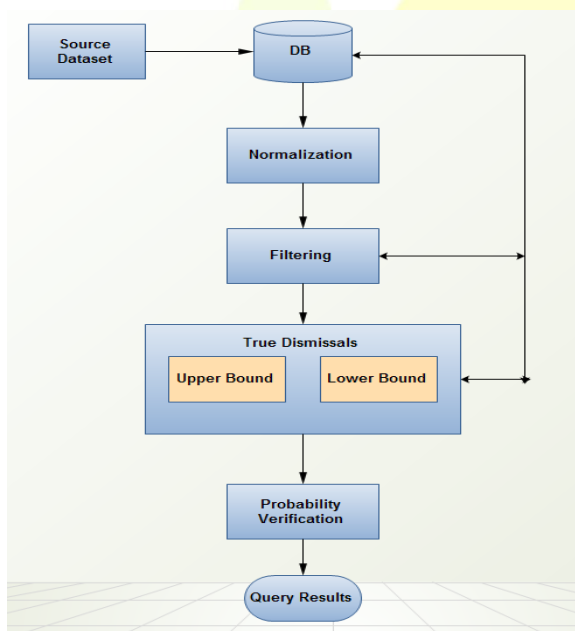 Source
Dataset
DB
Normalization
Filtering
True Dismissals
Upper Bound
Lower Bound
Probability
Verification
Query Results